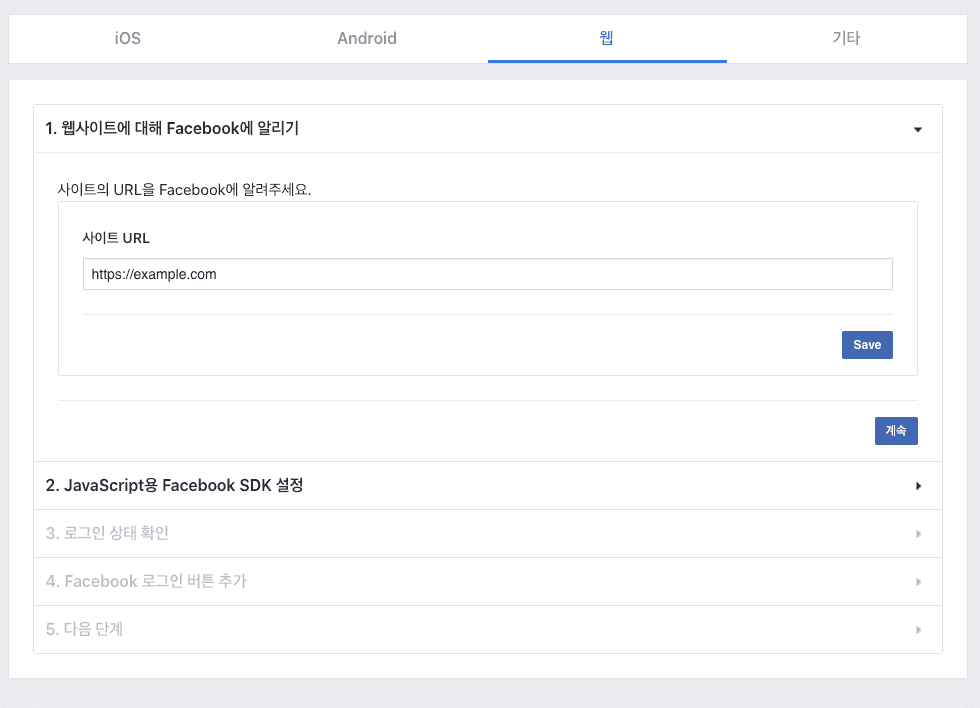 iOS
Android
웹
기타
1. 웹사이트에 대해 Facebook에 알리기
사이트의 URL을 Facebook에 알려주세요.
사이트 URL
https://example.com
Save
계속
2. JavaScript용 Facebook SDK 설정
3. 로그인 상태 확인
4. Facebook 로그인 버튼 추가
5. 다음 단계